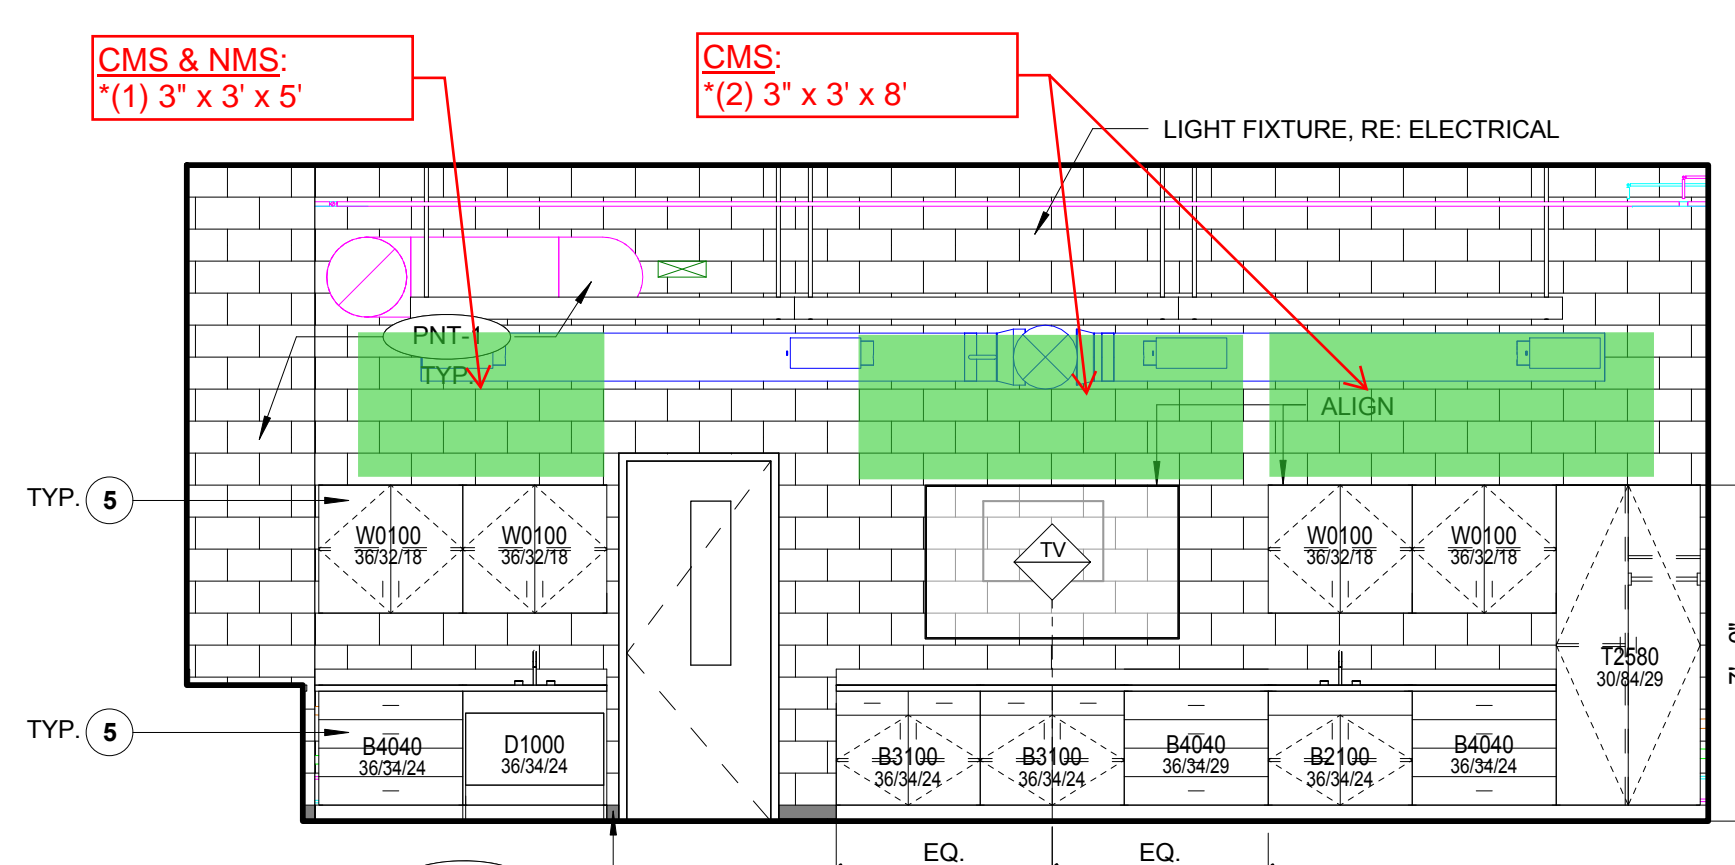 CMS & NMS:
*(1) 3" x 3' x 5'
CMS:
*(2) 3" x 3' x 8'
LIGHT FIXTURE, RE: ELECTRICAL
PNT-1
TYP.
ALIGN
TYP. 5
W0100
36/32/18
W0100
36/32/18
TV
W0100
36/32/18
W0100
36/32/18
T2580
30/84/29
TYP. 5
B4040
36/34/24
D1000
36/34/24
B3100
36/34/24
B3100
36/34/24
B4040
36/34/29
B2100
36/34/24
B4040
36/34/24
EQ.
EQ.